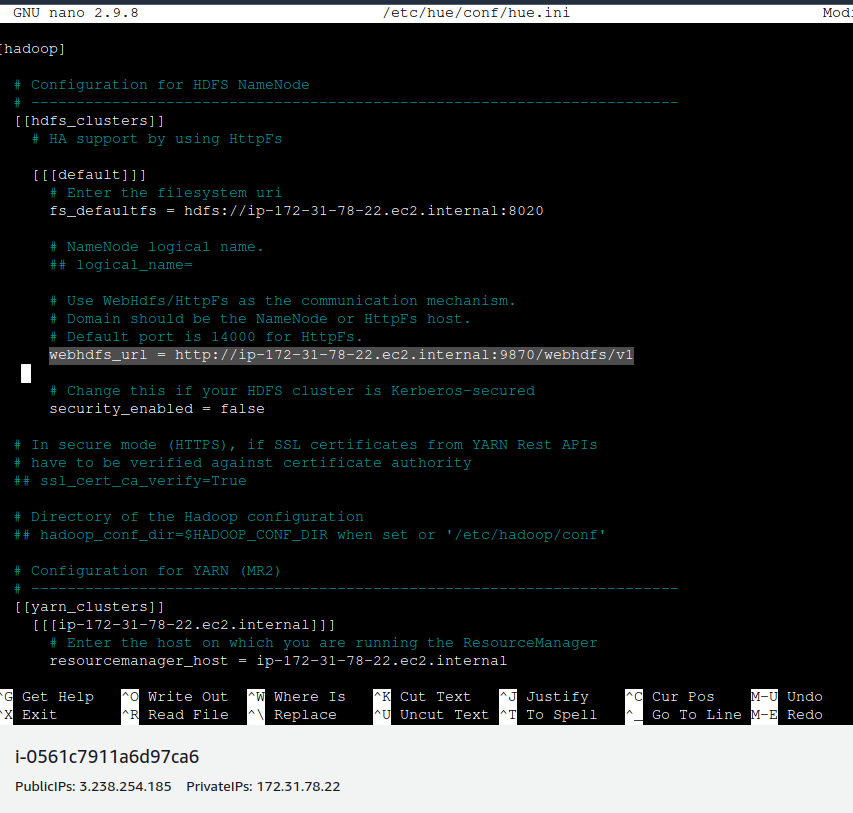 GNU nano 2.9.8 /etc/hue/conf/hue.ini Modi
[hadoop]
# Configuration for HDFS NameNode
# ------------------------------------------------------------------------
[[hdfs_clusters]]
# HA support by using HttpFs
[[[default]]]
# Enter the filesystem uri
fs_defaultfs = hdfs://ip-172-31-78-22.ec2.internal:8020
# NameNode logical name.
## logical_name=
# Use WebHdfs/HttpFs as the communication mechanism.
# Domain should be the NameNode or HttpFs host.
# Default port is 14000 for HttpFs.
webhdfs_url = http://ip-172-31-78-22.ec2.internal:9870/webhdfs/v1
# Change this if your HDFS cluster is Kerberos-secured
security_enabled = false
# In secure mode (HTTPS), if SSL certificates from YARN Rest APIs
# have to be verified against certificate authority
## ssl_cert_ca_verify=True
# Directory of the Hadoop configuration
## hadoop_conf_dir=$HADOOP_CONF_DIR when set or '/etc/hadoop/conf'
# Configuration for YARN (MR2)
# ------------------------------------------------------------------------
[[yarn_clusters]]
[[[ip-172-31-78-22.ec2.internal]]]
# Enter the host on which you are running the ResourceManager
resourcemanager_host = ip-172-31-78-22.ec2.internal
^G Get Help ^O Write Out ^W Where Is ^K Cut Text ^J Justify ^C Cur Pos M-U Undo
^X Exit ^R Read File ^\ Replace ^U Uncut Text ^T To Spell ^_ Go To Line M-E Redo
i-0561c7911a6d97ca6
PublicIPs: 3.238.254.185 PrivateIPs: 172.31.78.22